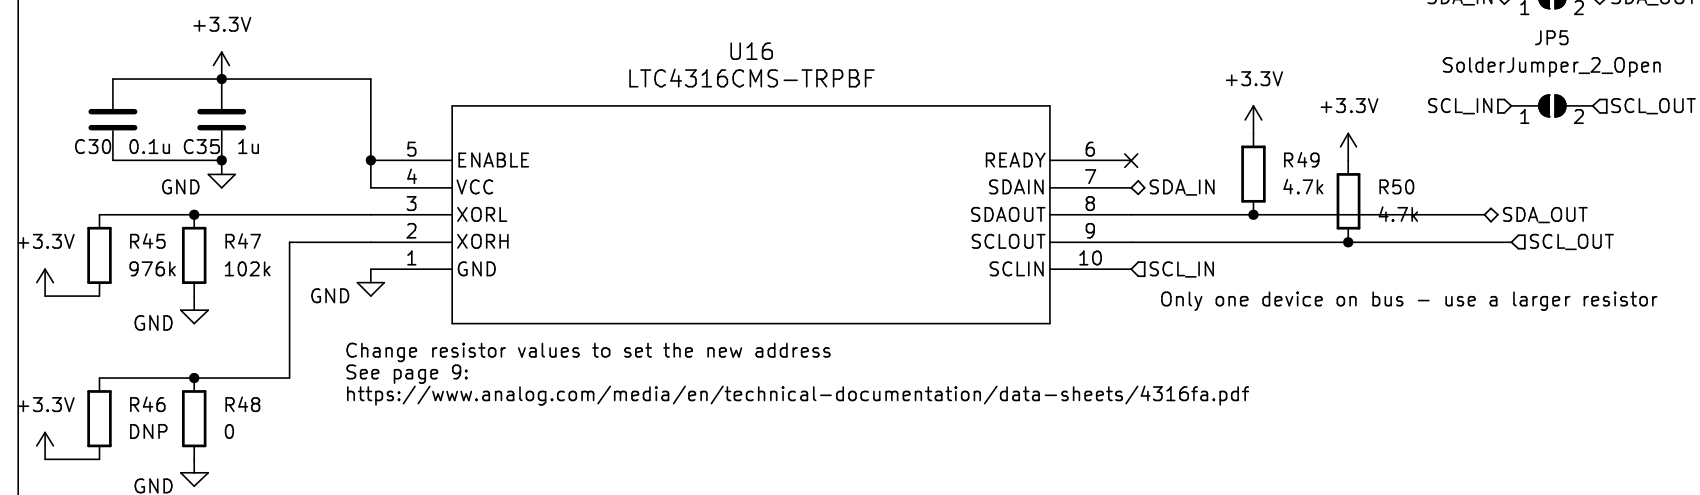 +3.3V
C30 0.1u C35 1u
GND
U16
LTC4316CMS-TRPBF
5 ENABLE
4 VCC
3 XORL
2 XORH
1 GND
GND
READY 6
SDAIN 7 SDA_IN
SDAOUT 8 SDA_OUT
SCLOUT 9 SCL_OUT
SCLIN 10 SCL_IN
+3.3V
R49
4.7k
+3.3V
R50
4.7k
SDA_IN 1 2 SDA_OUT
JP5
SolderJumper_2_Open
SCL_IN 1 2 SCL_OUT
Only one device on bus - use a larger resistor
+3.3V
R45
976k
R47
102k
GND
Change resistor values to set the new address
See page 9:
https://www.analog.com/media/en/technical-documentation/data-sheets/4316fa.pdf
+3.3V
R46
DNP
R48
0
GND